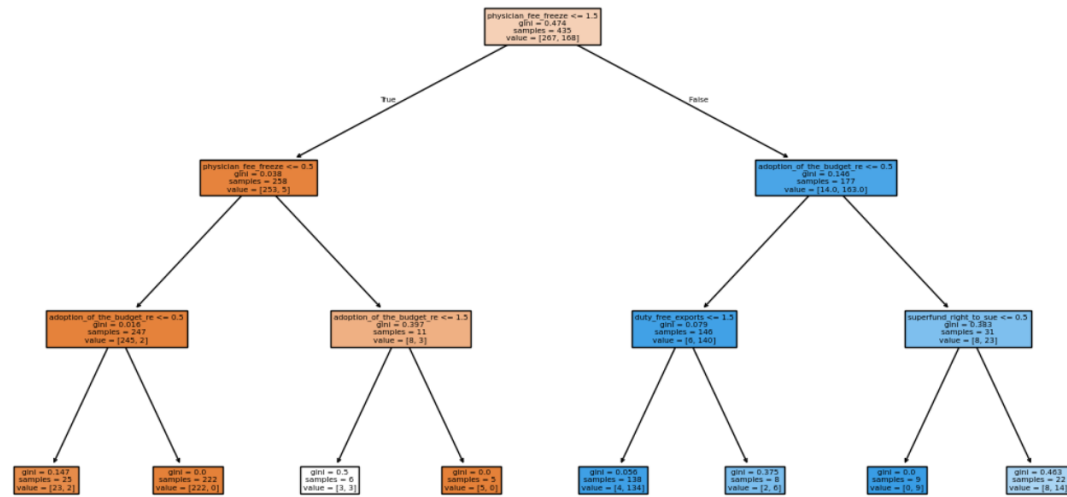 physician_fee_freeze <= 1.5
gini = 0.474
samples = 435
value = [267, 168]
True
False
physician_fee_freeze <= 0.5
gini = 0.038
samples = 258
value = [253, 5]
adoption_of_the_budget_re <= 0.5
gini = 0.146
samples = 177
value = [14.0, 163.0]
adoption_of_the_budget_re <= 0.5
gini = 0.016
samples = 247
value = [245, 2]
adoption_of_the_budget_re <= 1.5
gini = 0.397
samples = 11
value = [8, 3]
duty_free_exports <= 1.5
gini = 0.079
samples = 146
value = [6, 140]
superfund_right_to_sue <= 0.5
gini = 0.383
samples = 31
value = [8, 23]
gini = 0.147
samples = 25
value = [23, 2]
gini = 0.0
samples = 222
value = [222, 0]
gini = 0.5
samples = 6
value = [3, 3]
gini = 0.0
samples = 5
value = [5, 0]
gini = 0.056
samples = 138
value = [4, 134]
gini = 0.375
samples = 8
value = [2, 6]
gini = 0.0
samples = 9
value = [0, 9]
gini = 0.463
samples = 22
value = [8, 14]